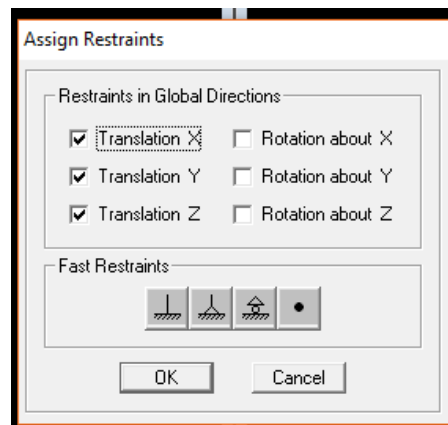 Assign Restraints
Restraints in Global Directions
Translation X Rotation about X
Translation Y Rotation about Y
Translation Z Rotation about Z
Fast Restraints
OK Cancel